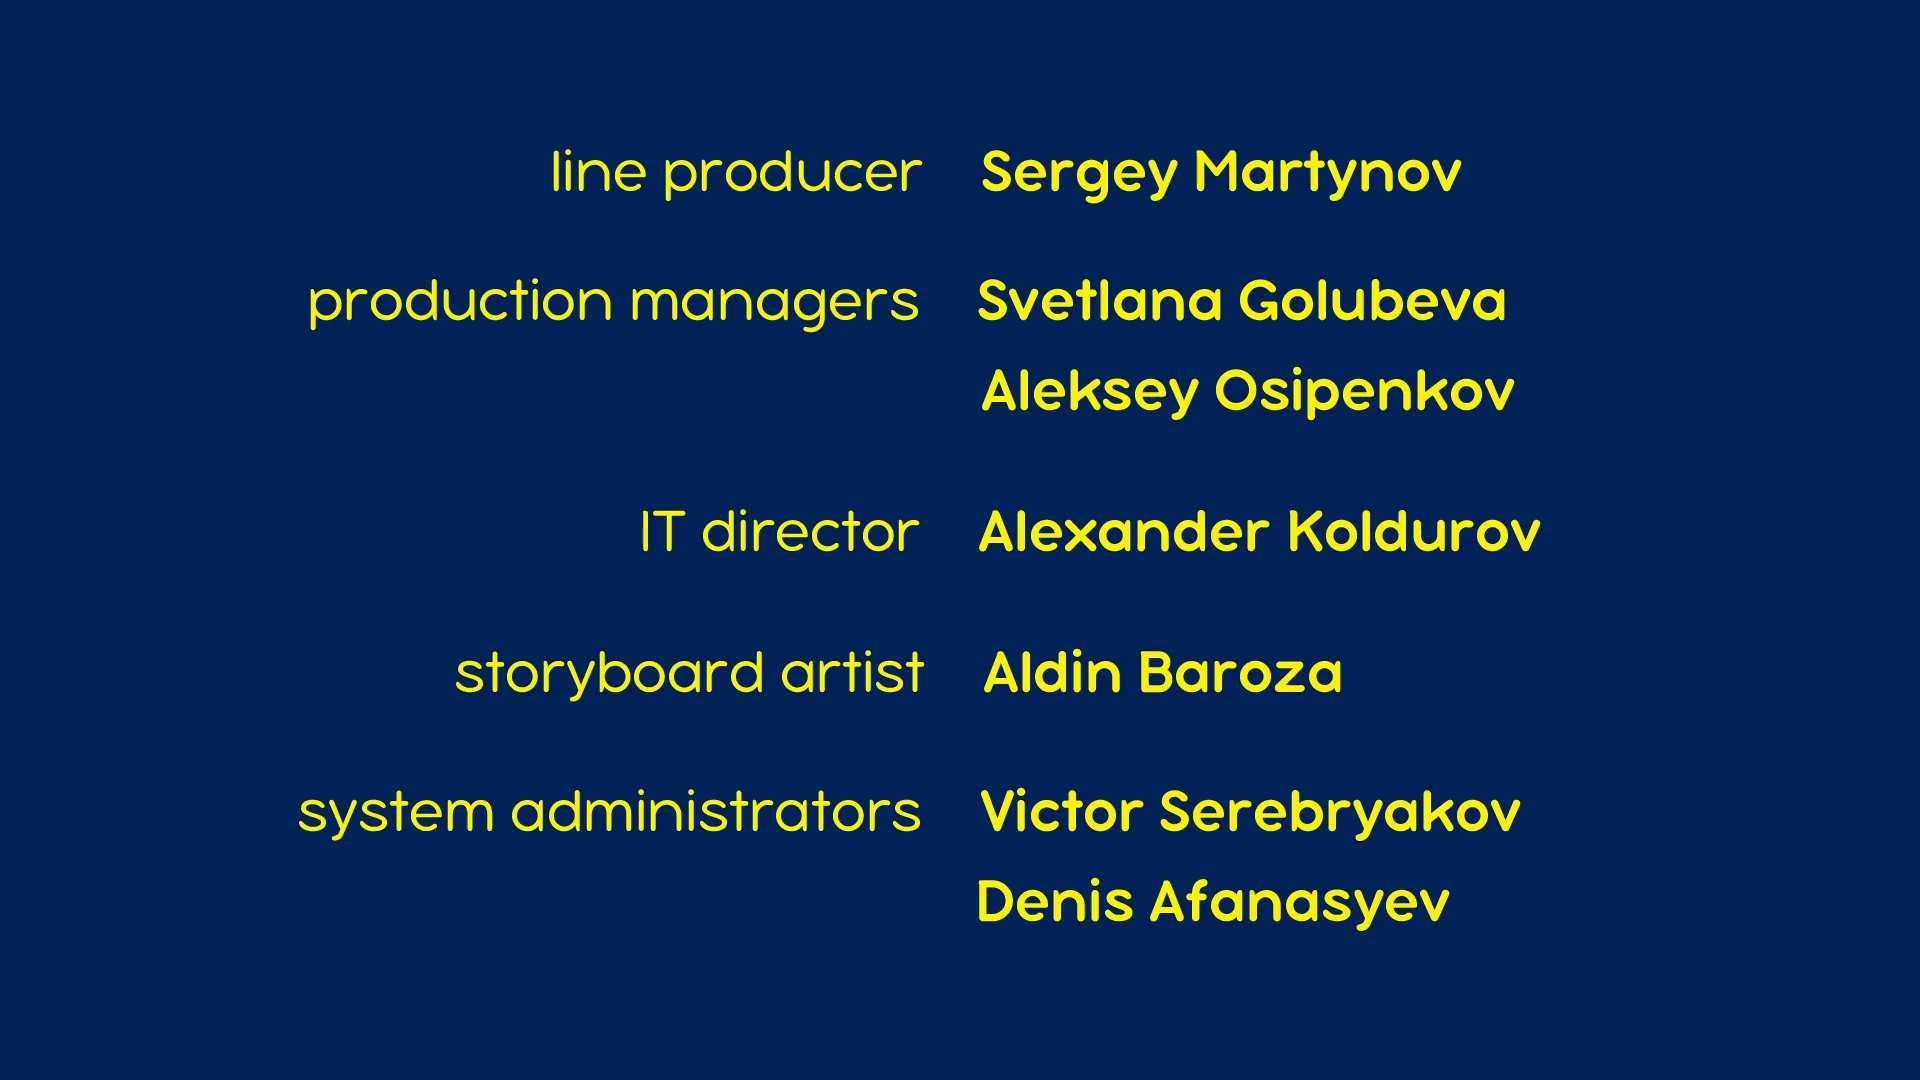 line producer Sergey Martynov
production managers Svetlana Golubeva
Aleksey Osipenkov
IT director Alexander Koldurov
storyboard artist Aldin Baroza
system administrators Victor Serebryakov
Denis Afanasyev